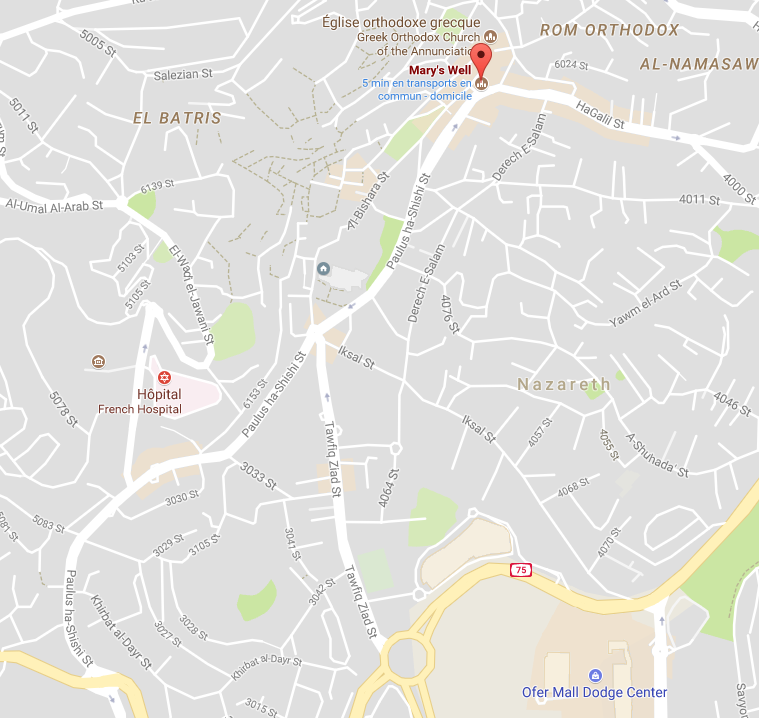 5005 St
Église orthodoxe grecque
Greek Orthodox Church
of the Annunciatio
ROM ORTHODOX
6024 St
AL-NAMASAW
Salezian St
Mary's Well
5 min en transports en
commun - domicile
5011 St
EL BATRIS
HaGalil St
Derech E-Salam
4000 St
6139 St
Al-Umal Al-Arab St
Al-Bishara St
Paulus ha-Shishi St
4011 St
5103 St
El-Wadi el-Jawani St
5105 St
Derech E-Salam
4076 St
Yawm el-Ard St
Iksal St
Paulus ha-Shishi St
6153 St
Nazareth
Hôpital
French Hospital
5078 St
4046 St
Iksal St
4057 St
4055 St
A-Shuhada' St
Tawfiq Ziad St
3033 St
4064 St
4068 St
3030 St
5083 St
5081 St
3029 St
3105 St
3041 St
4070 St
75
Paulus ha-Shishi St
Khirbat al-Dayr St
3042 St
Tawfiq Ziad St
3028 St
3027 St
Khirbat al-Dayr St
3015 St
Ofer Mall Dodge Center